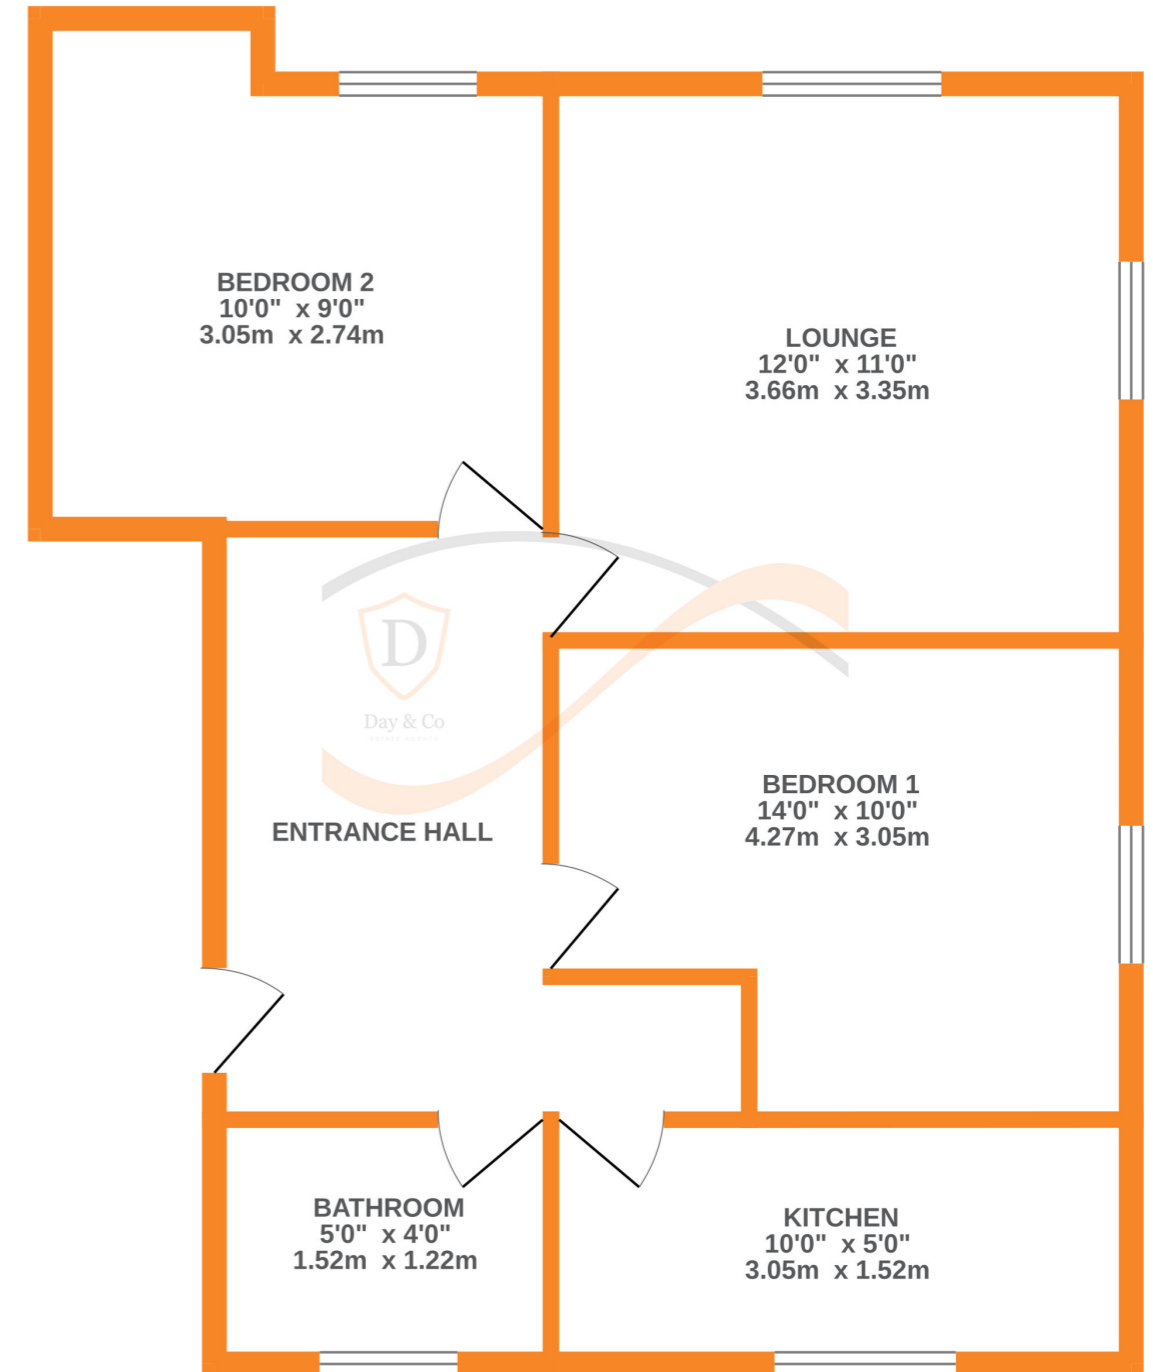 BEDROOM 2
10'0" x 9'0"
3.05m x 2.74m
LOUNGE
12'0" x 11'0"
3.66m x 3.35m
D
Day & Co
ESTATE AGENTS
BEDROOM 1
14'0" x 10'0"
4.27m x 3.05m
ENTRANCE HALL
BATHROOM
5'0" x 4'0"
1.52m x 1.22m
KITCHEN
10'0" x 5'0"
3.05m x 1.52m